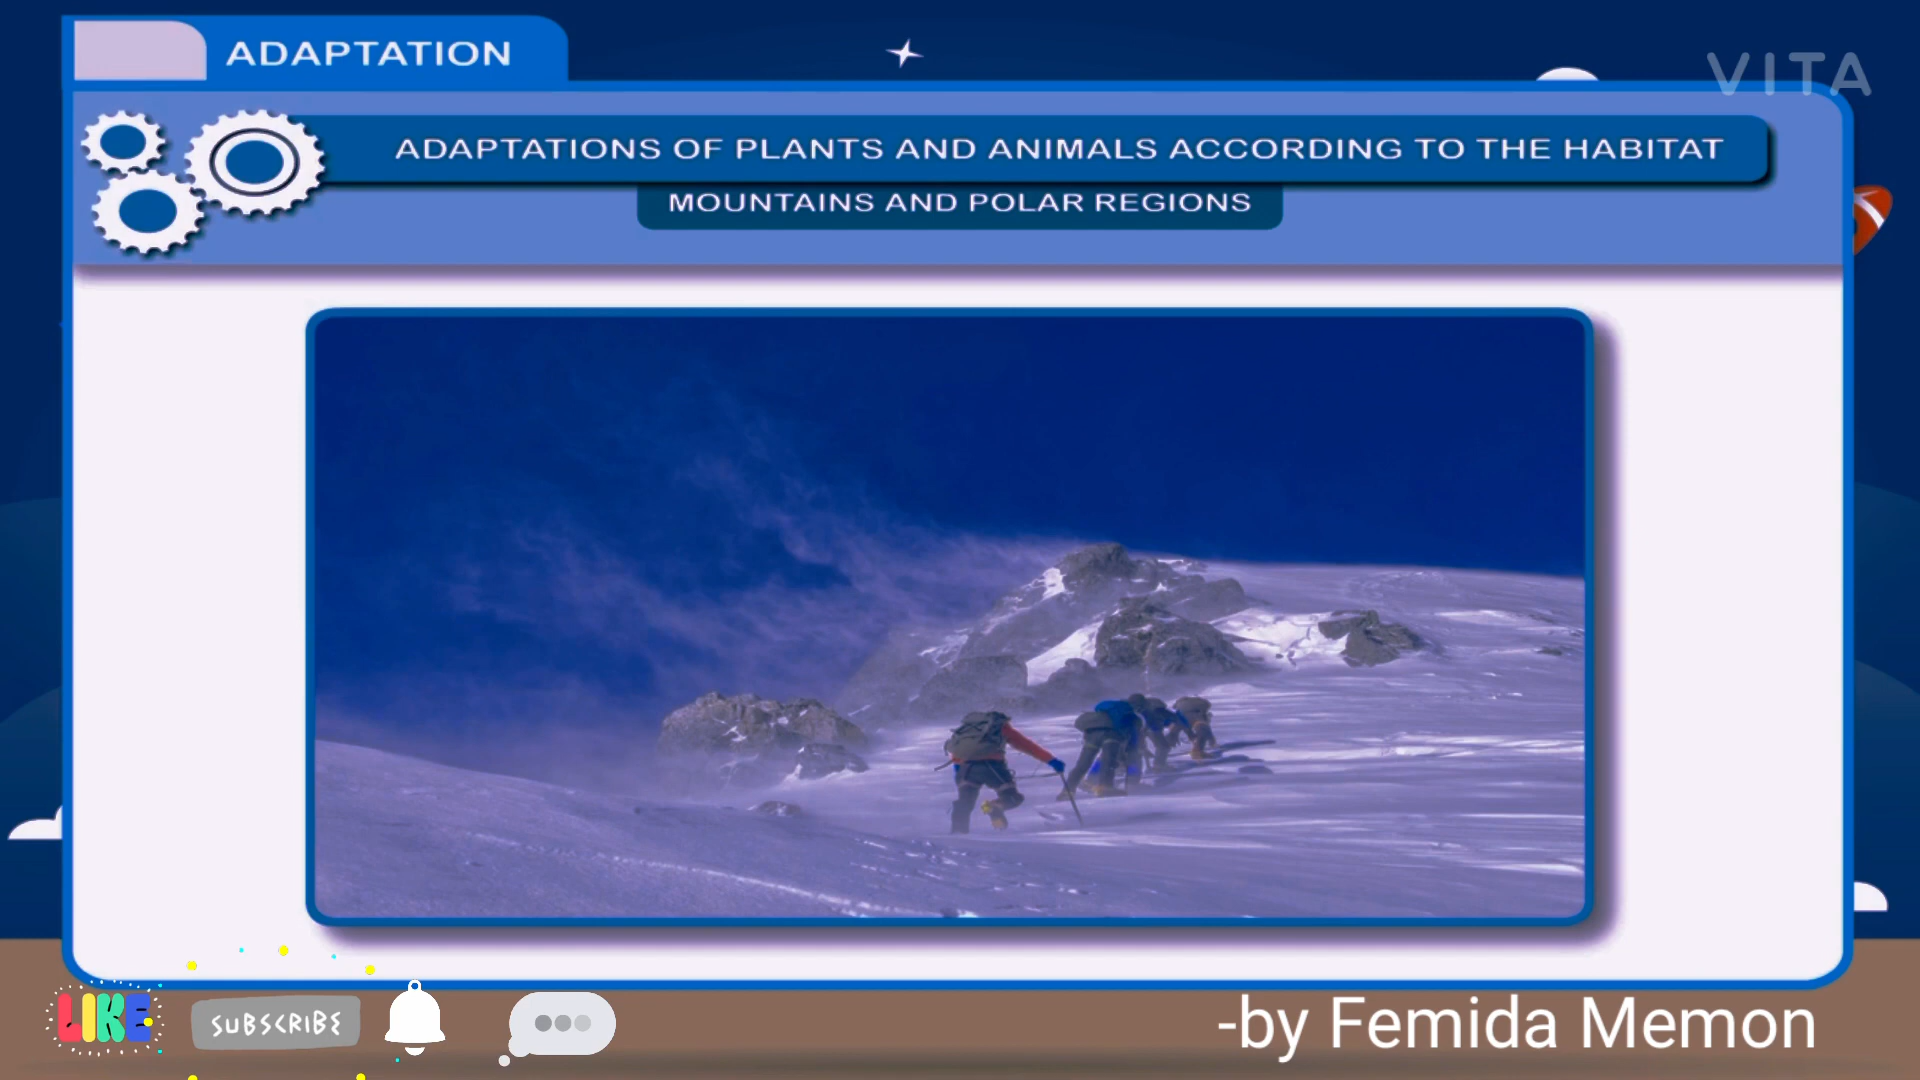 ADAPTATION
VITA
ADAPTATIONS OF PLANTS AND ANIMALS ACCORDING TO THE HABITAT
MOUNTAINS AND POLAR REGIONS
LIKE
SUBSCRIBE
-by Femida Memon